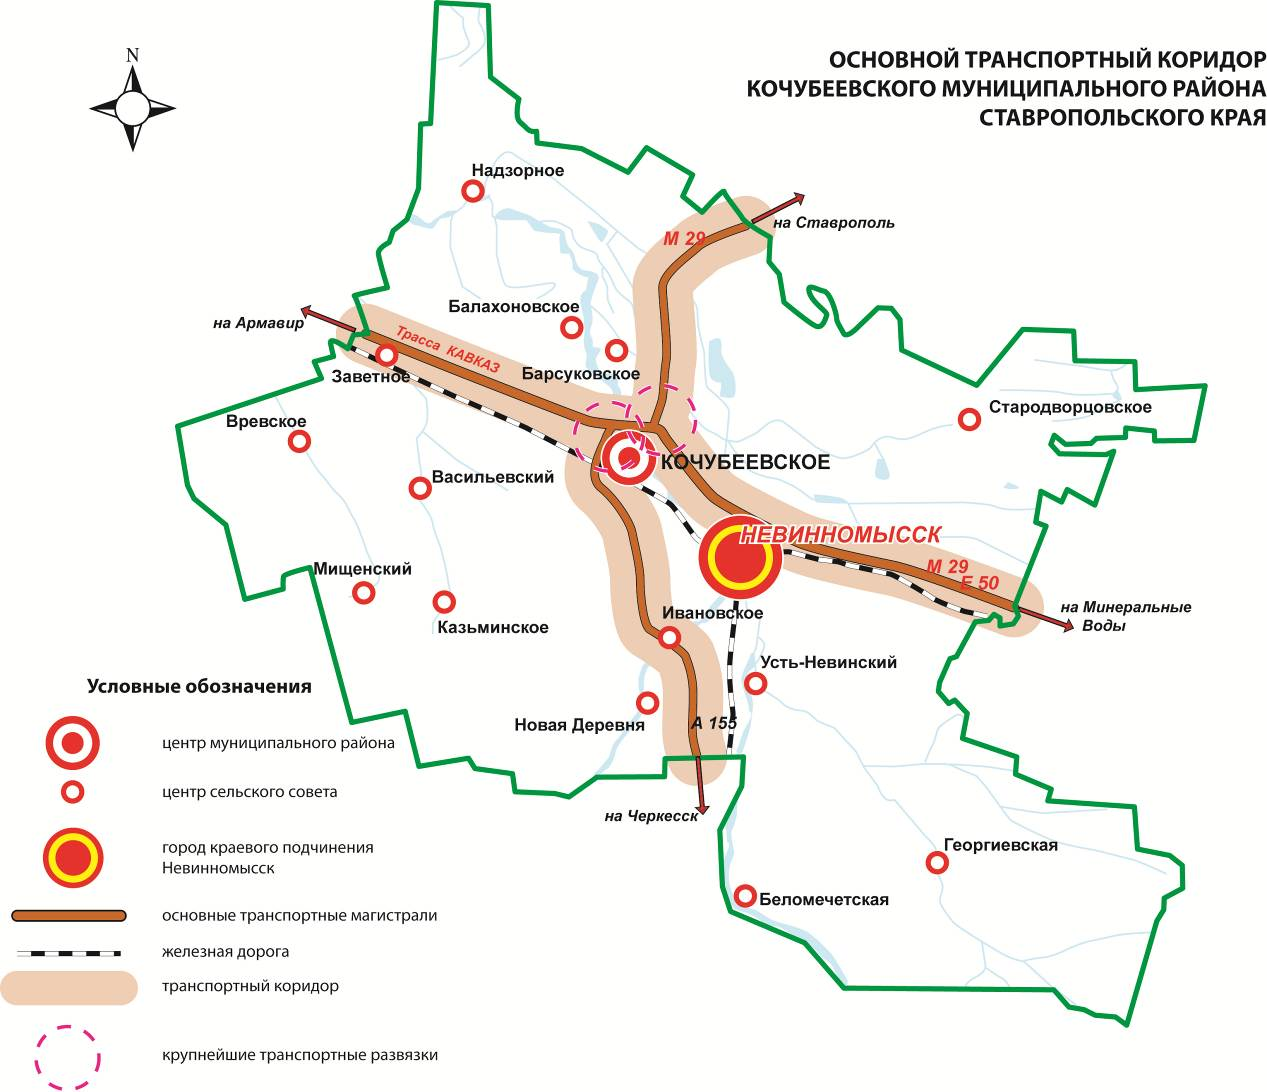 ОСНОВНОЙ ТРАНСПОРТНЫЙ КОРИДОР
КОЧУБЕЕВСКОГО МУНИЦИПАЛЬНОГО РАЙОНА
СТАВРОПОЛЬСКОГО КРАЯ
N
Надзорное
на Ставрополь
М 29
Балахоновское
на Армавир
Трасса КАВКАЗ
Барсуковское
Заветное
Стародворцовское
Вревское
КОЧУБЕЕВСКОЕ
Васильевский
НЕВИННОМЫССК
Мищенский
М 29
Е 50
на Минеральные
Воды
Ивановское
Казьминское
Усть-Невинский
Новая Деревня
А 155
на Черкесск
Георгиевская
Беломечетская
Условные обозначения
центр муниципального района
центр сельского совета
город краевого подчинения
Невинномысск
основные транспортные магистрали
железная дорога
транспортный коридор
крупнейшие транспортные развязки